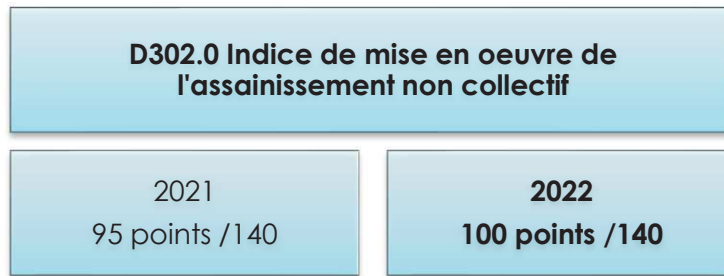 D302.0 Indice de mise en oeuvre de
l'assainissement non collectif
2021
95 points /140
2022
100 points /140